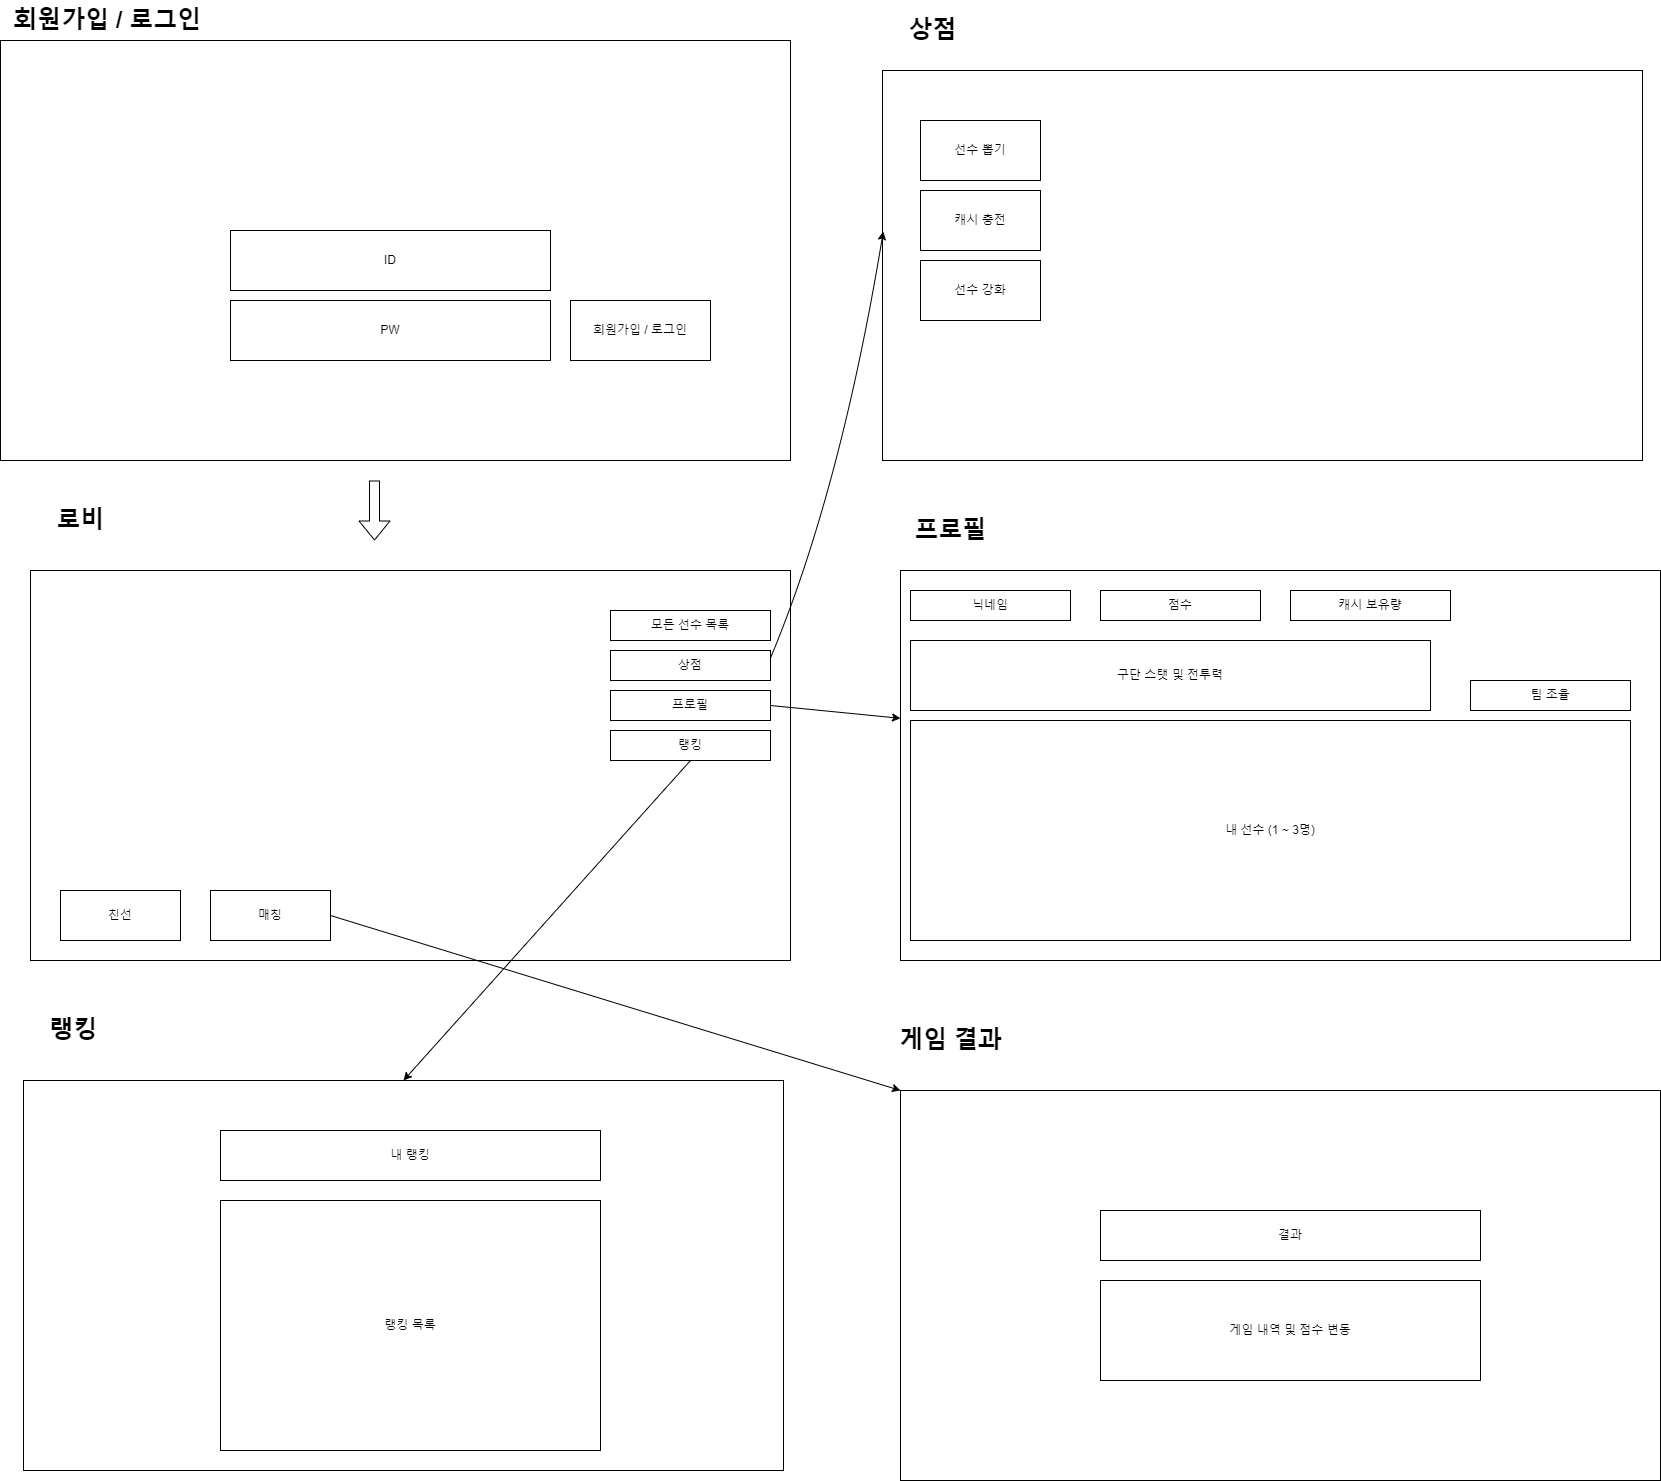 회원가입 / 로그인
ID
PW
회원가입 / 로그인
상점
선수 뽑기
캐시 충전
선수 강화
로비
모든 선수 목록
상점
프로필
랭킹
친선
매칭
프로필
닉네임
점수
캐시 보유량
구단 스탯 및 전투력
팀 조율
내 선수 (1 ~ 3명)
랭킹
내 랭킹
랭킹 목록
게임 결과
결과
게임 내역 및 점수 변동